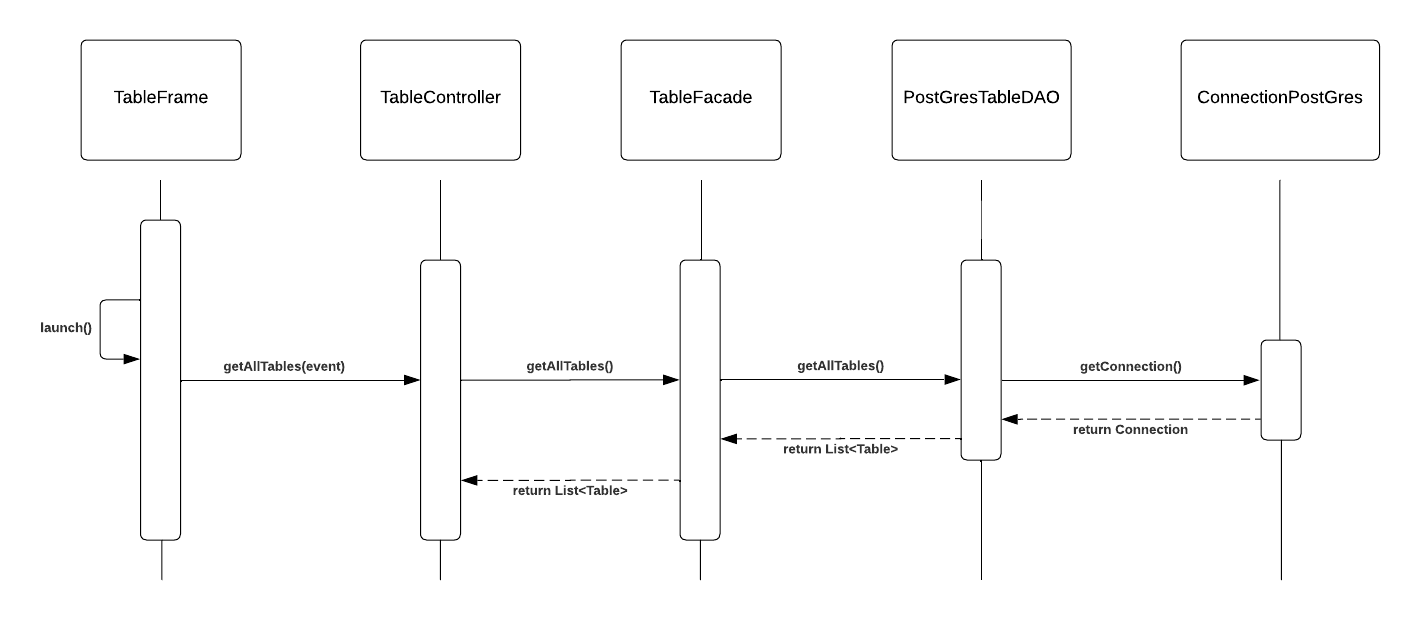 TableFrame
TableController
TableFacade
PostGresTableDAO
ConnectionPostGres
launch()
getAllTables(event)
getAllTables()
getAllTables()
getConnection()
return Connection
return List<Table>
return List<Table>